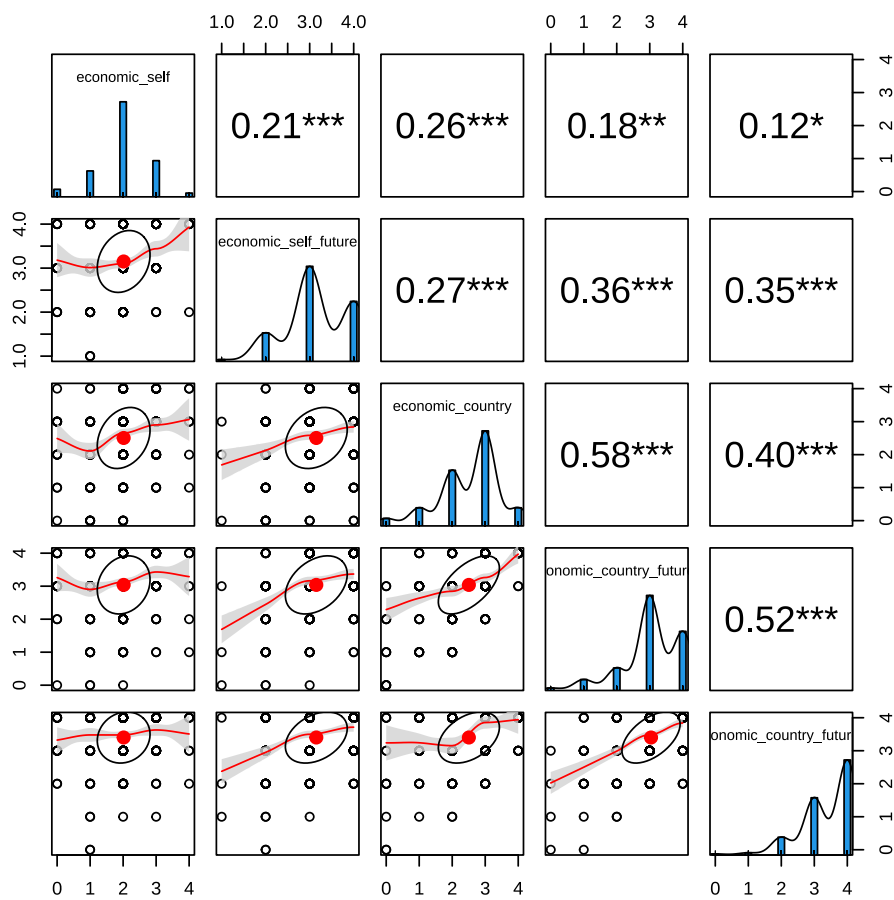 1.0 2.0 3.0 4.0
0 1 2 3 4
economic_self
0.21***
0.26***
0.18**
0.12*
0 1 2 3 4
1.0 2.0 3.0 4.0
economic_self_future
0.27***
0.36***
0.35***
economic_country
0.58***
0.40***
0 1 2 3 4
0 1 2 3 4
onomic_country_futur
0.52***
onomic_country_futur
0 1 2 3 4
0 1 2 3 4
0 1 2 3 4
0 1 2 3 4